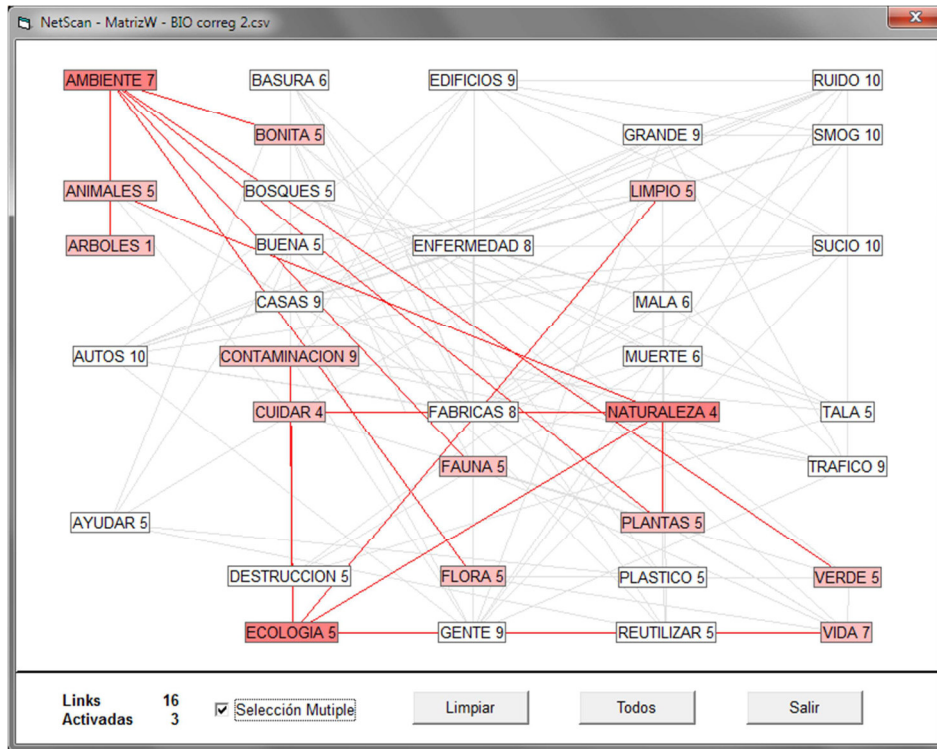 NetScan - MatrizW - BIO correg 2.csv
AMBIENTE 7
BASURA 6
EDIFICIOS 9
RUIDO 10
BONITA 5
GRANDE 9
SMOG 10
ANIMALES 5
BOSQUES 5
LIMPIO 5
ARBOLES 1
BUENA 5
ENFERMEDAD 8
SUCIO 10
CASAS 9
MALA 6
AUTOS 10
CONTAMINACION 9
MUERTE 6
CUIDAR 4
FABRICAS 8
NATURALEZA 4
TALA 5
FAUNA 5
TRAFICO 9
AYUDAR 5
PLANTAS 5
DESTRUCCION 5
FLORA 5
PLASTICO 5
VERDE 5
ECOLOGIA 5
GENTE 9
REUTILIZAR 5
VIDA 7
Links 16
Activadas 3
Selección Mutiple
Limpiar
Todos
Salir